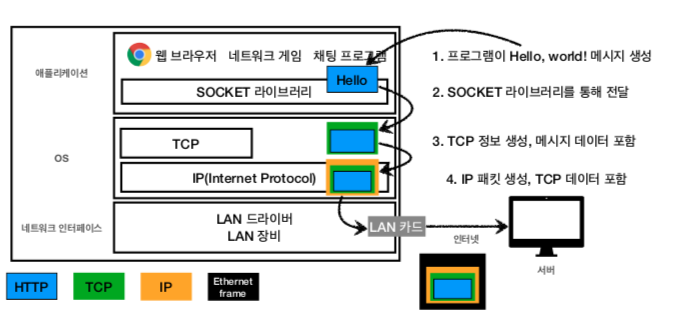 웹 브라우저 네트워크 게임 채팅 프로그램
1. 프로그램이 Hello, world! 메시지 생성
애플리케이션
Hello
SOCKET 라이브러리
2. SOCKET 라이브러리를 통해 전달
TCP
3. TCP 정보 생성, 메시지 데이터 포함
OS
IP(Internet Protocol)
4. IP 패킷 생성, TCP 데이터 포함
네트워크 인터페이스
LAN 드라이버
LAN 장비
LAN 카드
인터넷
서버
HTTP
TCP
IP
Ethernet
frame